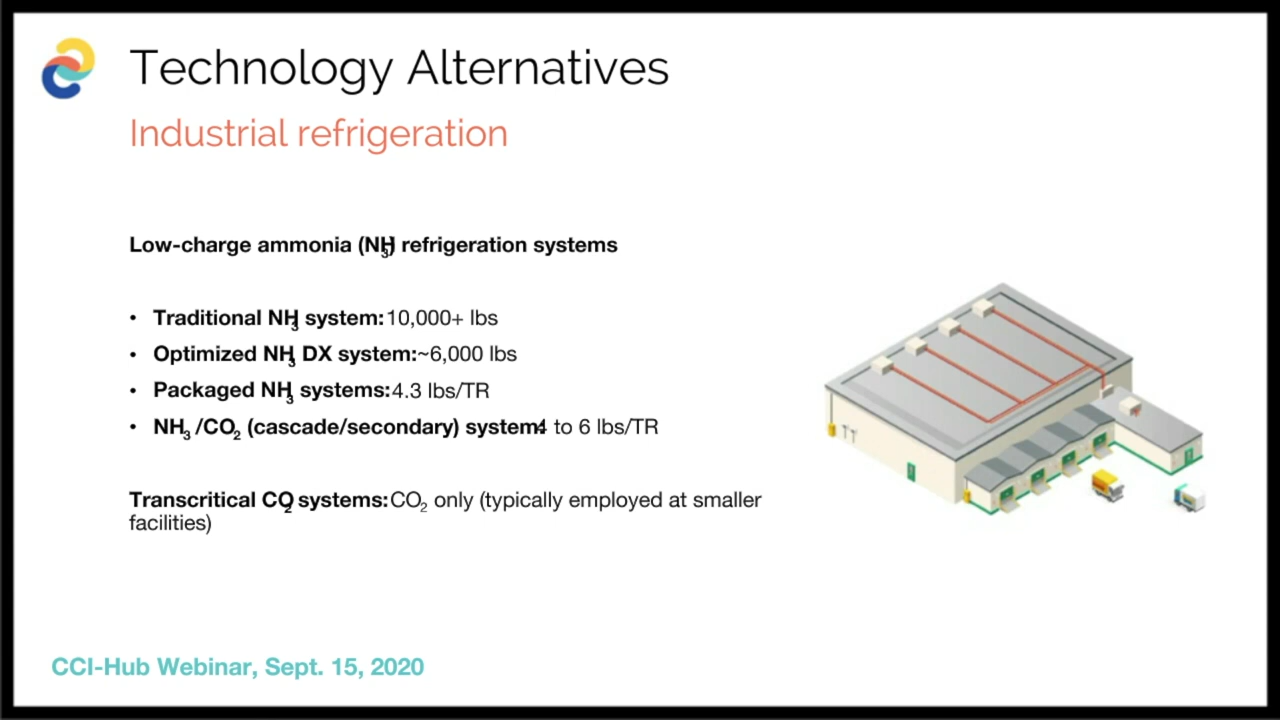 Technology Alternatives
Industrial refrigeration
Low-charge ammonia (NH₃) refrigeration systems
• Traditional NH₃ system: 10,000+ lbs
• Optimized NH₃ DX system: ~6,000 lbs
• Packaged NH₃ systems: 4.3 lbs/TR
• NH₃ /CO₂ (cascade/secondary) system: 4 to 6 lbs/TR
Transcritical CO₂ systems: CO₂ only (typically employed at smaller
facilities)
CCI-Hub Webinar, Sept. 15, 2020